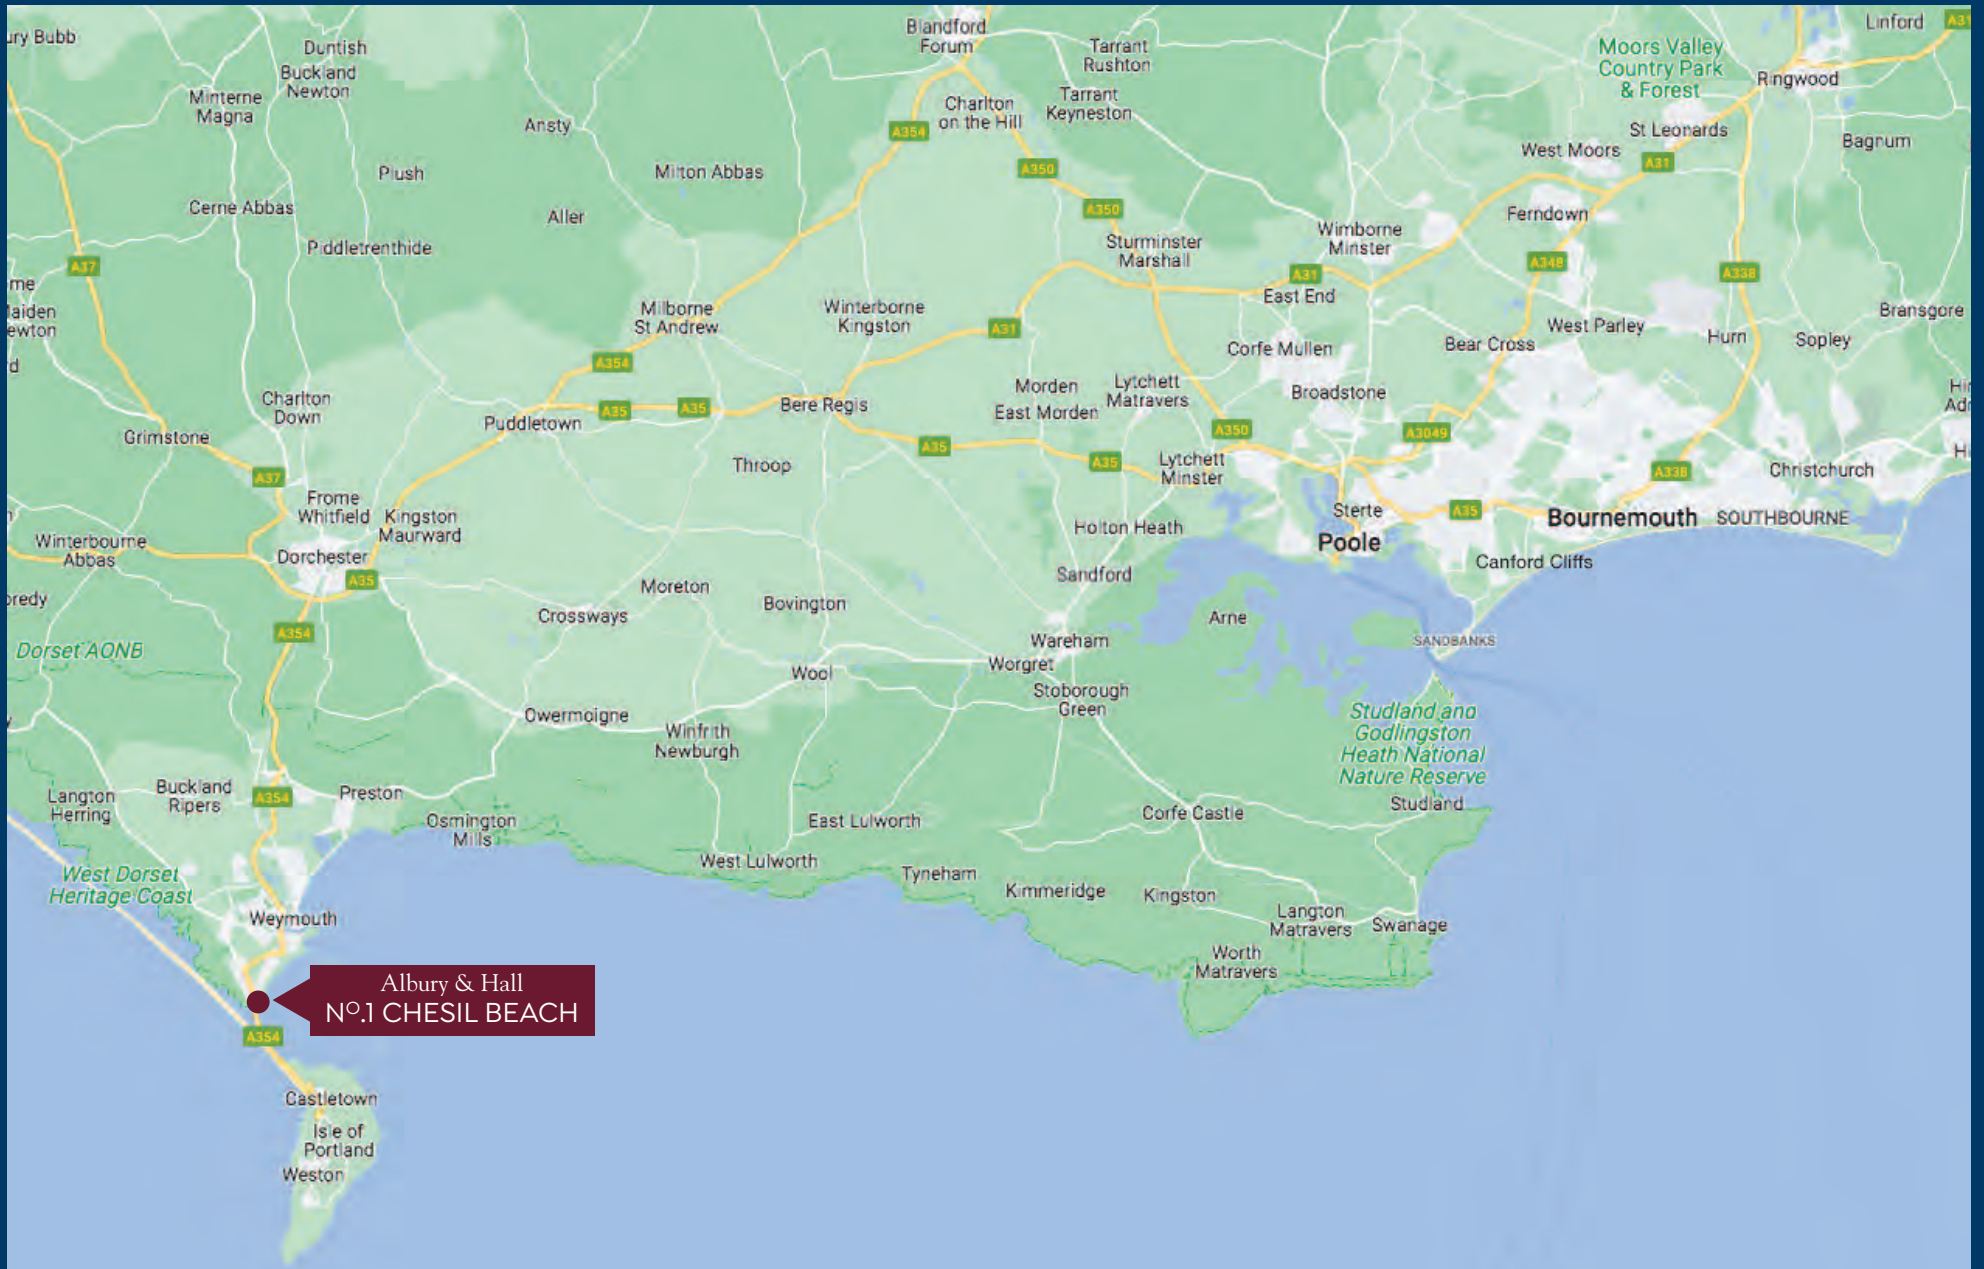 ury Bubb
Duntish
Buckland
Newton
Minterne
Magna
Cerne Abbas
Plush
Piddletrenthide
Ansty
Aller
Milton Abbas
Blandford
Forum
Tarrant
Rushton
Tarrant
Keyneston
Charlton
on the Hill
A354
A350
A350
Sturminster
Marshall
Moors Valley
Country Park
& Forest
Linford
A31
Ringwood
St Leonards
West Moors
A31
Bagnum
Ferndown
Wimborne
Minster
A31
East End
A348
A338
Bransgore
West Parley
Hurn
Sopley
Bear Cross
Corfe Mullen
Broadstone
A37
me
aiden
ewton
rd
Milborne
St Andrew
Winterborne
Kingston
A31
A354
A35
A35
Bere Regis
Puddletown
Charlton
Down
Grimstone
A37
Morden
East Morden
Lytchett
Matravers
A350
A3049
A35
A35
Lytchett
Minster
Throop
A338
Christchurch
Hi
Frome
Whitfield
Kingston
Maurward
Winterbourne
Abbas
Dorchester
A35
Holton Heath
Sterte
Poole
A35
Bournemouth
SOUTHBOURNE
Canford Cliffs
Sandford
Moreton
Bovington
Crossways
oredy
A354
Dorset AONB
Arne
SANDBANKS
Wareham
Worgret
Wool
Stoborough
Green
Owermoigne
Winfrith
Newburgh
Studland and
Godlingston
Heath National
Nature Reserve
Studland
Langton
Herring
Buckland
Ripers
A354
Preston
Osmington
Mills
East Lulworth
Corfe Castle
West Lulworth
Tyneham
Kimmeridge
Kingston
Langton
Matravers
Swanage
Worth
Matravers
West Dorset
Heritage Coast
Weymouth
Albury & Hall
Nº.1 CHESIL BEACH
A354
Castletown
Isle of
Portland
Weston